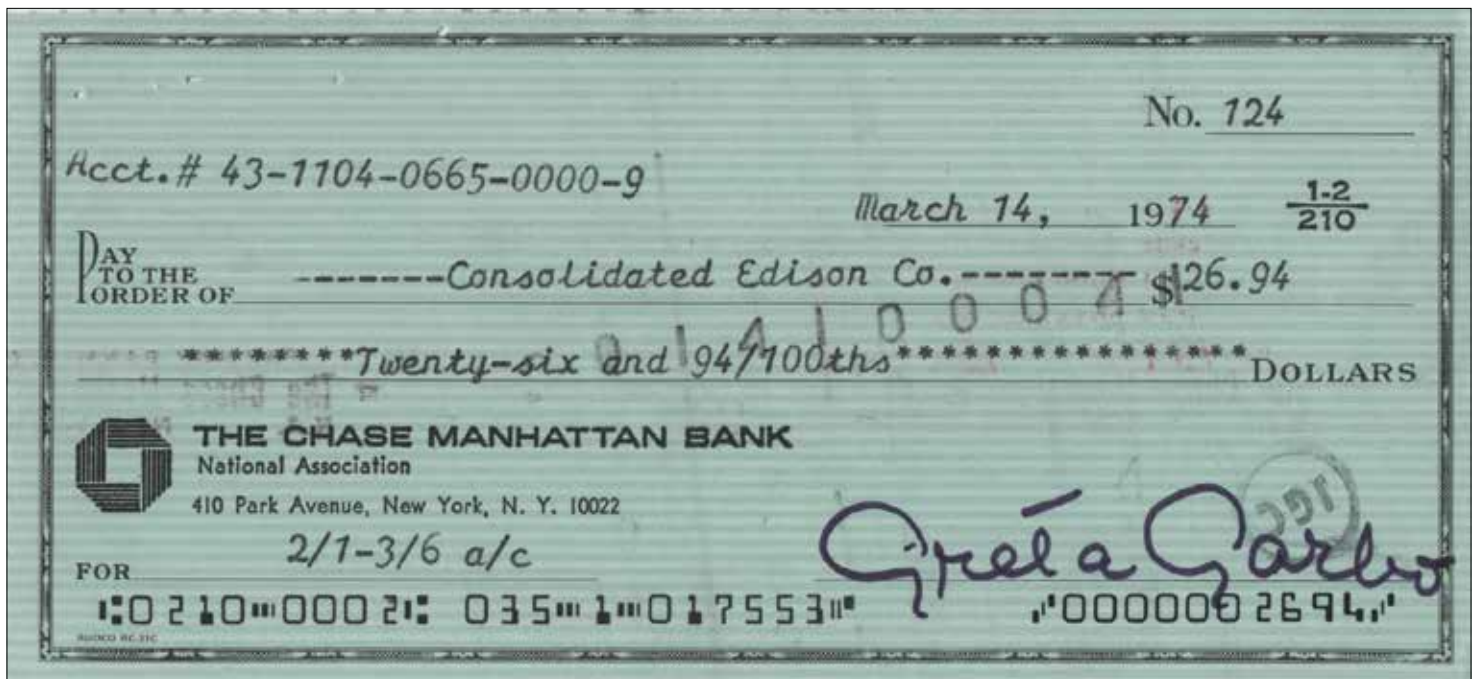 No. 124
Acct.# 43-1104-0665-0000-9
March 14, 1974 1-2/210
PAY TO THE ORDER OF -------Consolidated Edison Co.-------- $26.94
********Twenty-six and 94/100ths**************** DOLLARS
01410004
THE CHASE MANHATTAN BANK
National Association
410 Park Avenue, New York, N. Y. 10022
FOR 2/1-3/6 a/c
Greta Garbo
⑆0210⑉0002⑆ 035⑉1⑉017553⑈ ⑈0000002694⑈